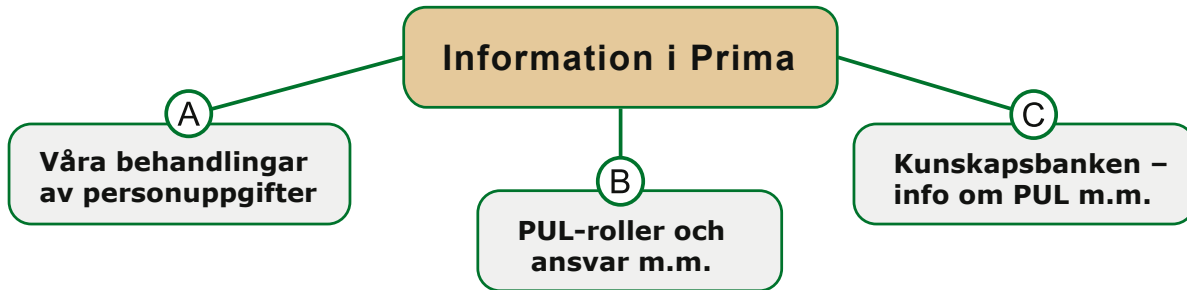 Information i Prima
A
Våra behandlingar
av personuppgifter
B
PUL-roller och
ansvar m.m.
C
Kunskapsbanken –
info om PUL m.m.